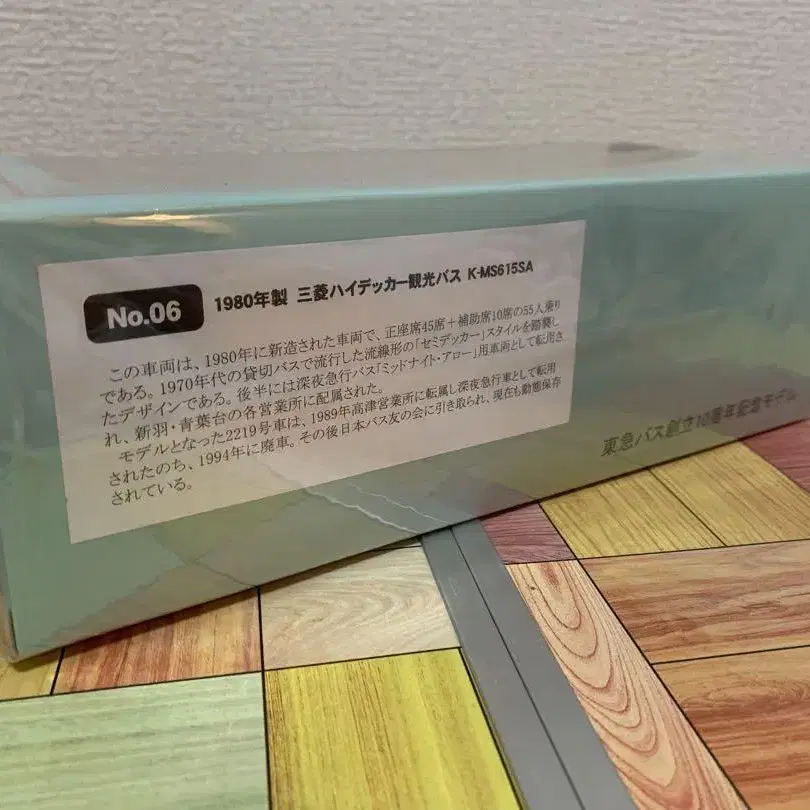 No.06
1980年製 三菱ハイデッカー観光バス K-MS615SA
この車両は、1980年に新造された車両で、正座席45席＋補助席10席の55人乗り
である。1970年代の貸切バスで流行した流線形の「セミデッカー」スタイルを踏襲し
たデザインである。後半には深夜急行バス「ミッドナイト・アロー」用車両として転用さ
れ、新羽・青葉台の各営業所に配属された。
モデルとなった2219号車は、1989年高津営業所に転属し深夜急行車として転用
されたのち、1994年に廃車。その後日本バス友の会に引き取られ、現在も動態保存
されている。
東急バス創立10周年記念モデル